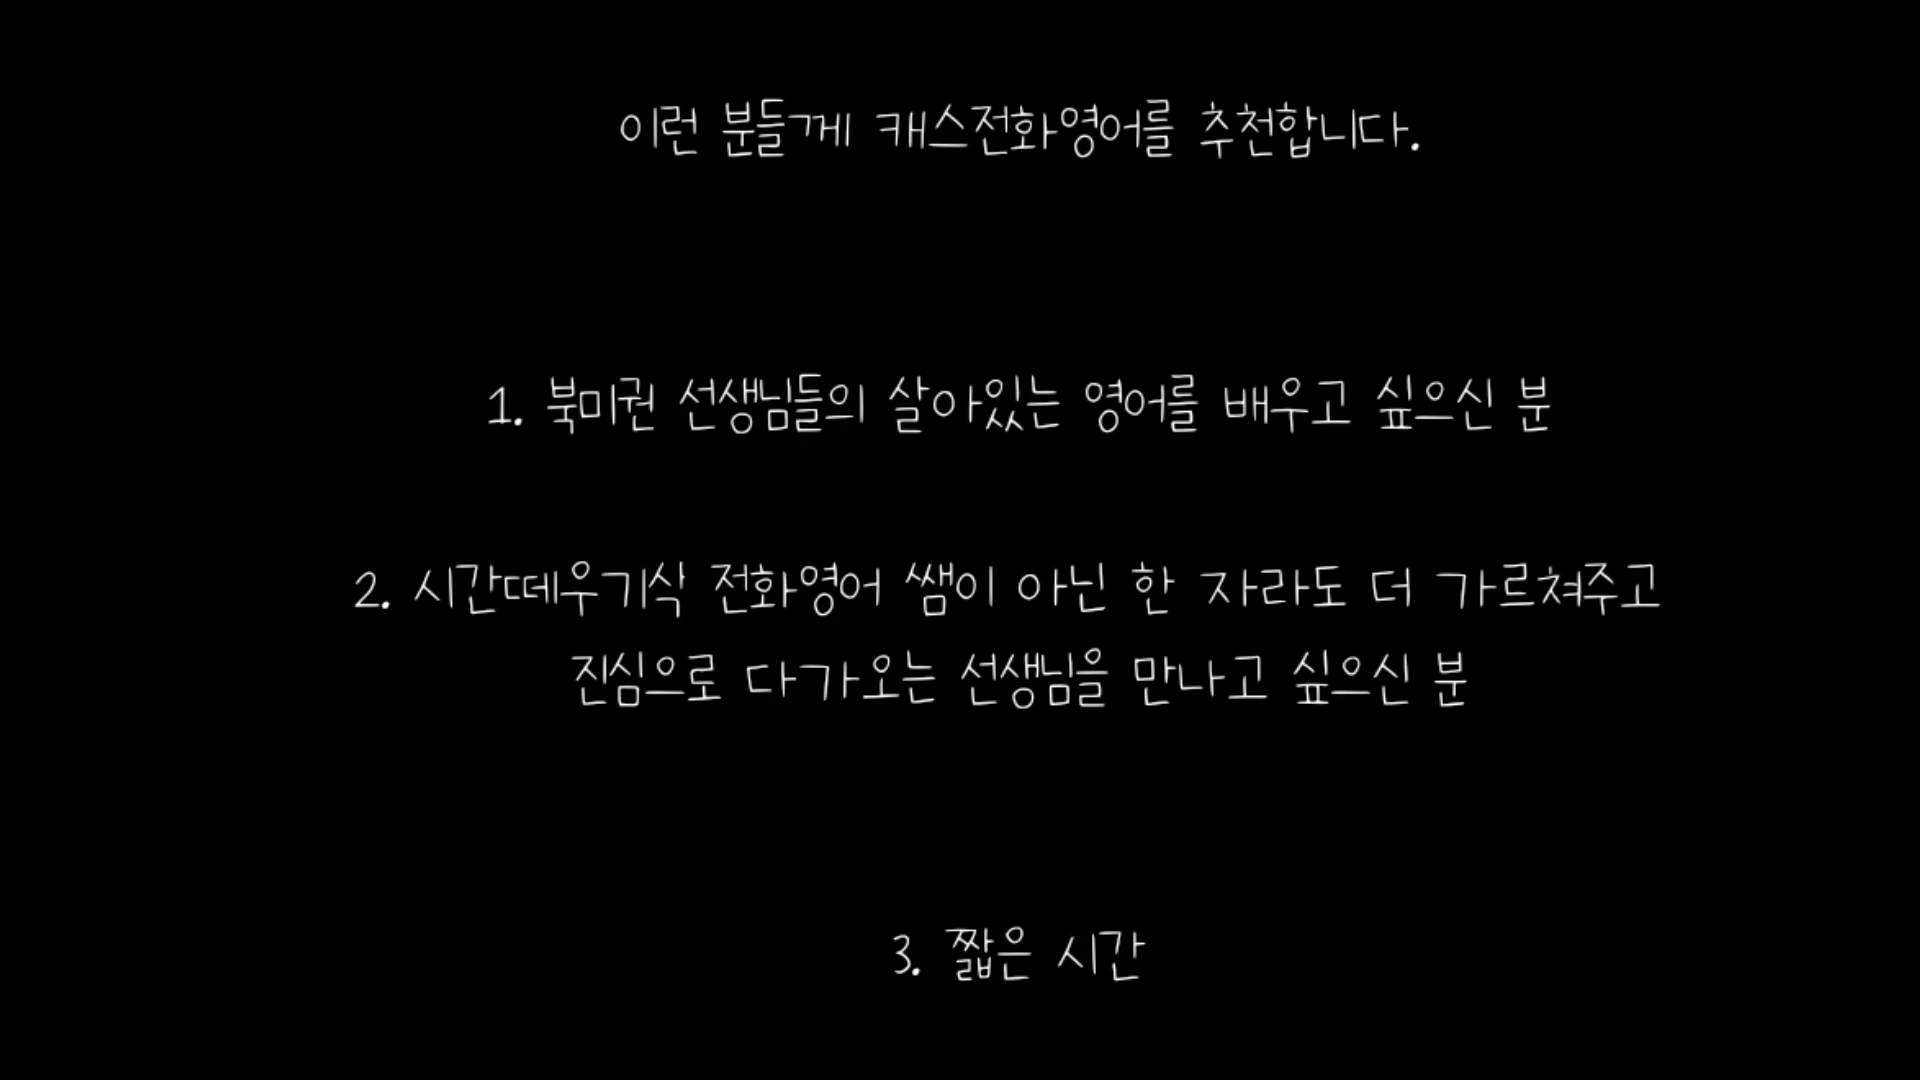 이런 분들께 캐스전화영어를 추천합니다.
1. 북미권 선생님들의 살아있는 영어를 배우고 싶으신 분
2. 시간떼우기식 전화영어 쌤이 아닌 한 자라도 더 가르쳐주고
진심으로 다가오는 선생님을 만나고 싶으신 분
3. 짧은 시간